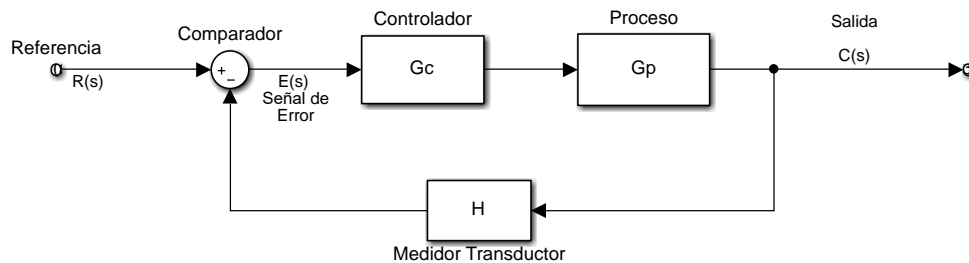 Referencia
R(s)
Comparador
+
−
E(s)
Señal de
Error
Controlador
Gc
Proceso
Gp
Salida
C(s)
H
Medidor Transductor